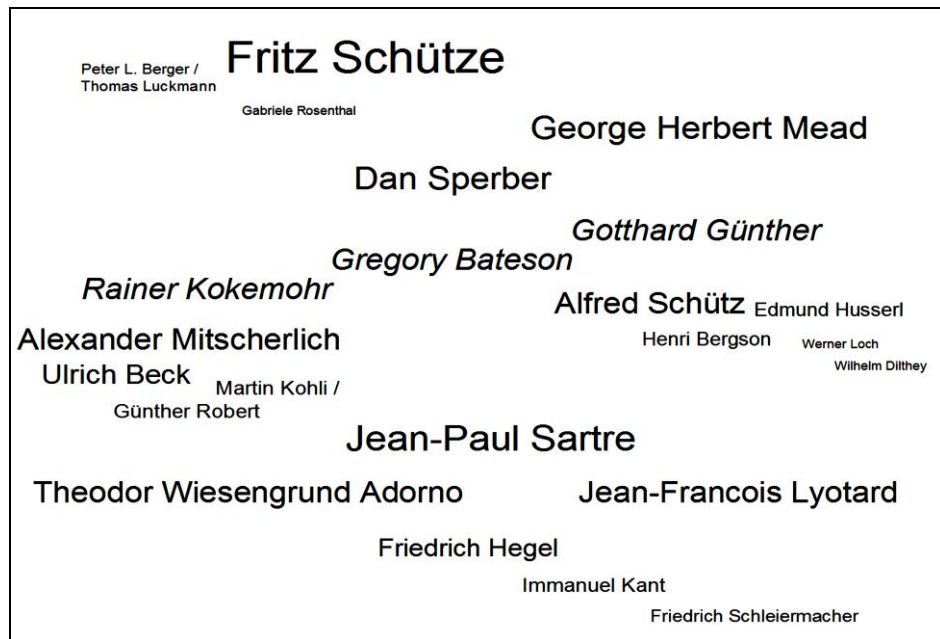 Fritz Schütze
Peter L. Berger /
Thomas Luckmann
Gabriele Rosenthal
George Herbert Mead
Dan Sperber
Gotthard Günther
Gregory Bateson
Rainer Kokemohr
Alfred Schütz Edmund Husserl
Alexander Mitscherlich
Henri Bergson Werner Loch
Wilhelm Dilthey
Ulrich Beck
Martin Kohli /
Günther Robert
Jean-Paul Sartre
Theodor Wiesengrund Adorno
Jean-Francois Lyotard
Friedrich Hegel
Immanuel Kant
Friedrich Schleiermacher